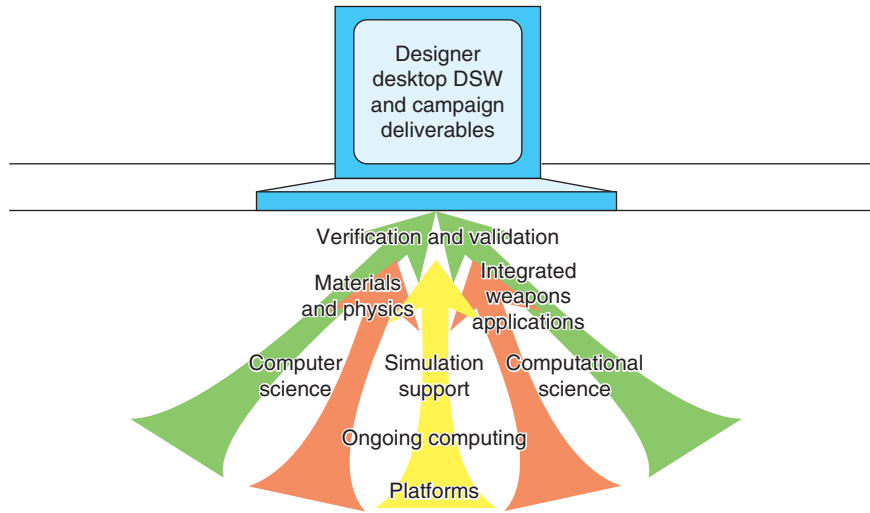 Designer
desktop DSW
and campaign
deliverables
Verification and validation
Materials
and physics
Integrated
weapons
applications
Computer
science
Simulation
support
Computational
science
Ongoing computing
Platforms